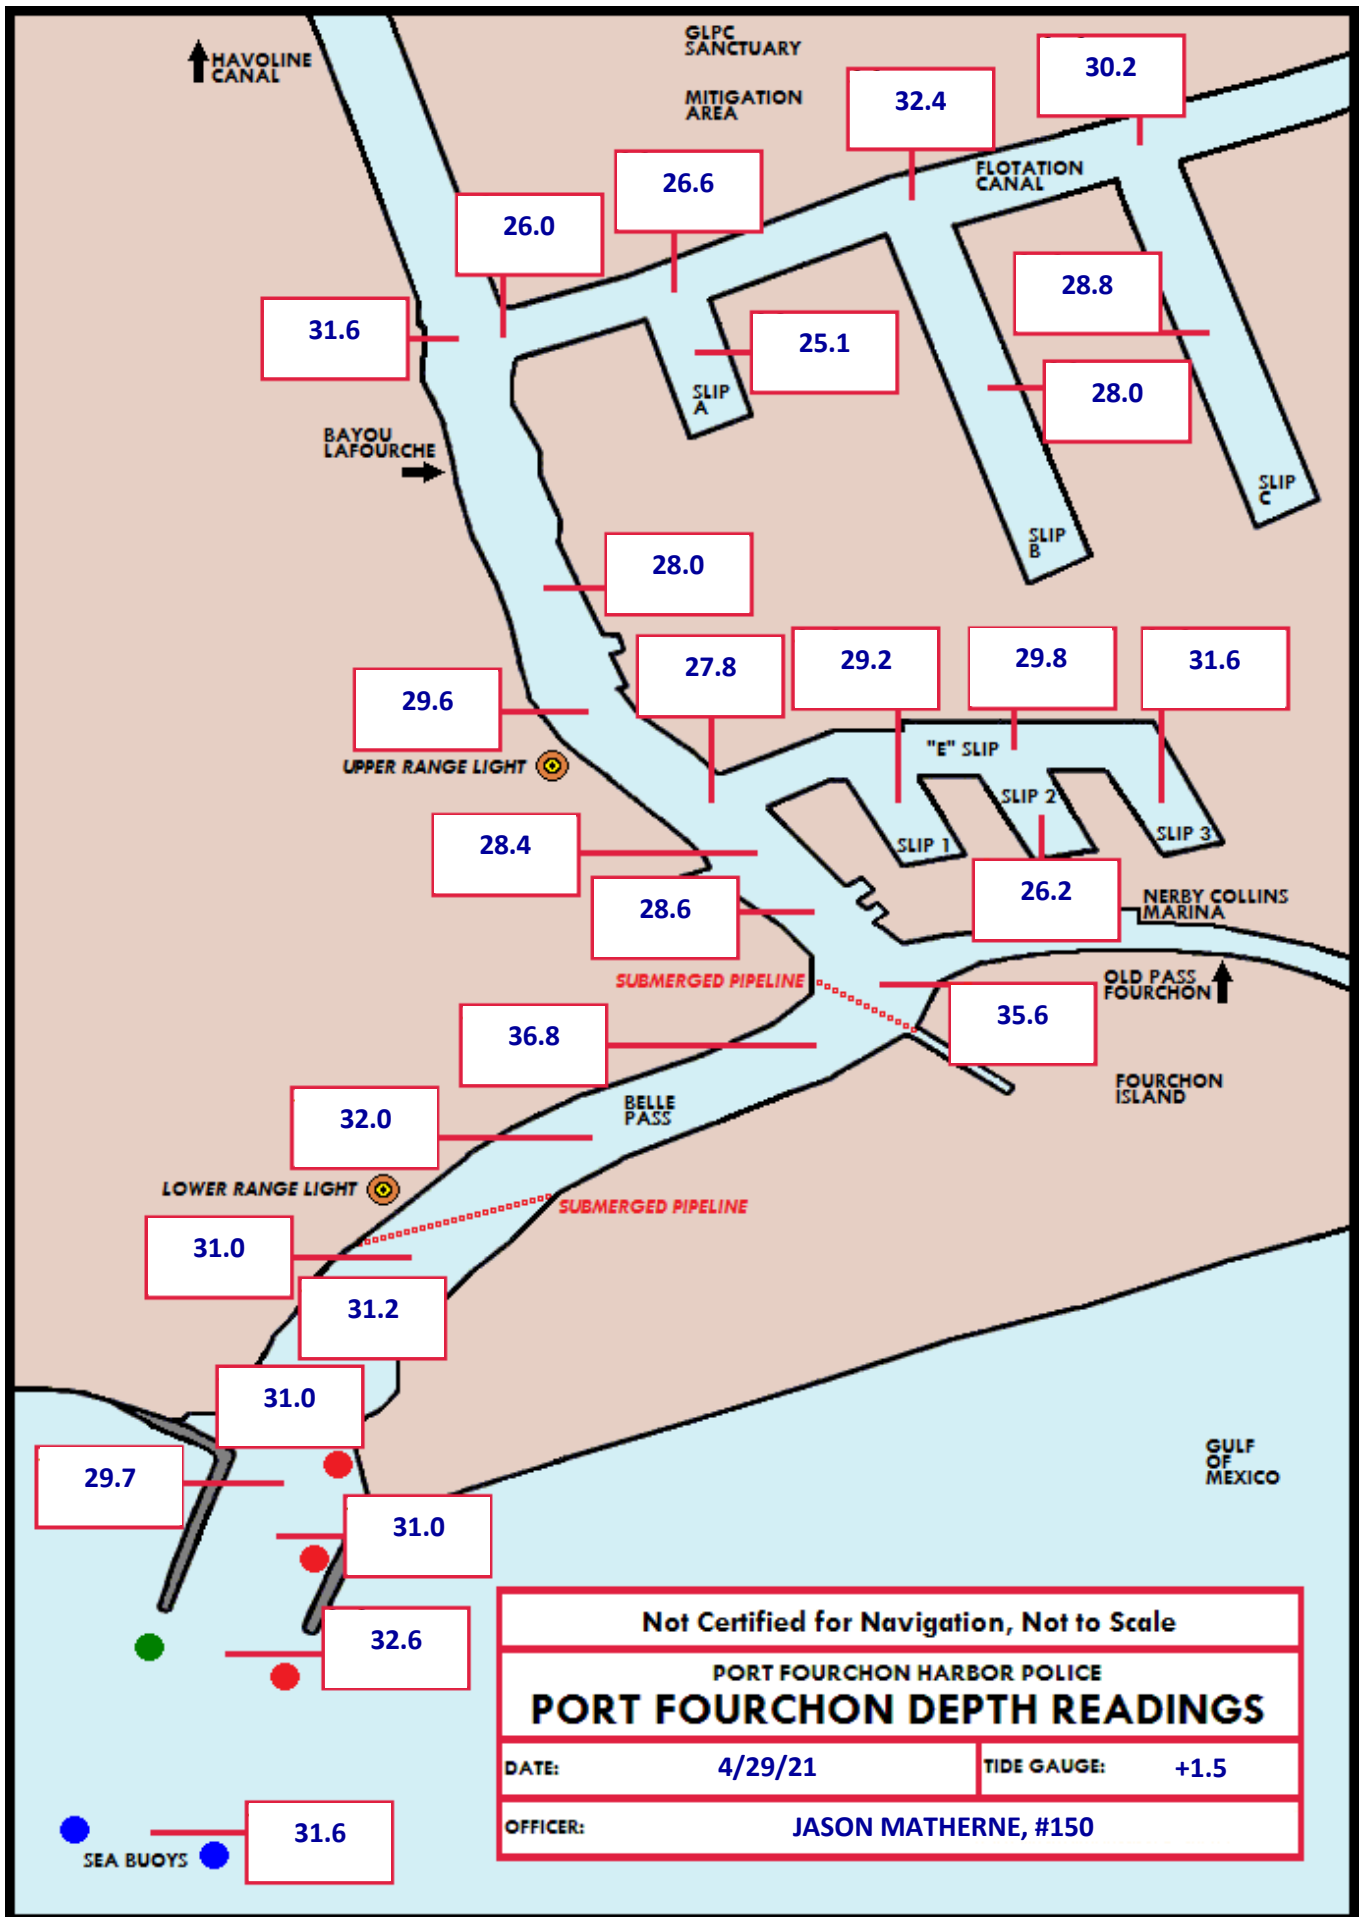 GLPC
SANCTUARY
30.2
HAVOLINE
CANAL
MITIGATION
AREA
32.4
FLOTATION
CANAL
26.6
26.0
28.8
31.6
25.1
28.0
SLIP
A
BAYOU
LAFOURCHE
SLIP
C
SLIP
B
28.0
27.8
29.2
29.8
31.6
29.6
"E" SLIP
UPPER RANGE LIGHT
SLIP 2
SLIP 1
SLIP 3
28.4
28.6
26.2
NERBY COLLINS
MARINA
SUBMERGED PIPELINE
OLD PASS
FOURCHON
35.6
36.8
FOURCHON
ISLAND
BELLE
PASS
32.0
LOWER RANGE LIGHT
SUBMERGED PIPELINE
31.0
31.2
31.0
GULF
OF
MEXICO
29.7
31.0
32.6
Not Certified for Navigation, Not to Scale
PORT FOURCHON HARBOR POLICE
PORT FOURCHON DEPTH READINGS
DATE: 4/29/21 TIDE GAUGE: +1.5
OFFICER: JASON MATHERNE, #150
31.6
SEA BUOYS